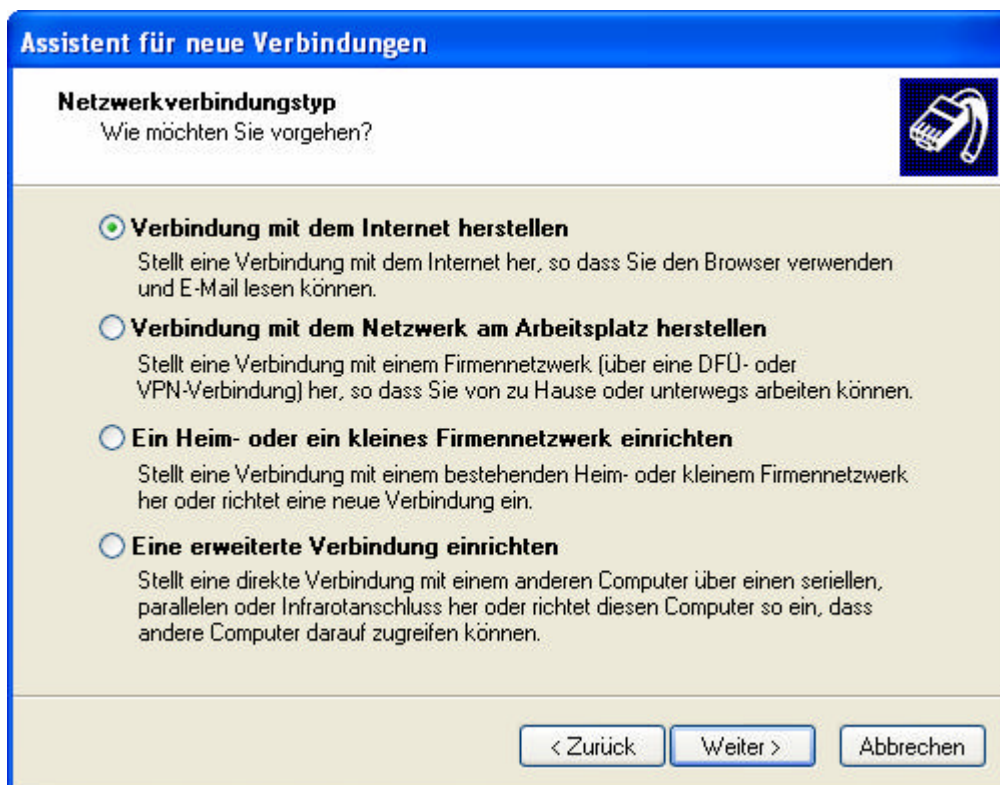 Assistent für neue Verbindungen
Netzwerkverbindungstyp
Wie möchten Sie vorgehen?
Verbindung mit dem Internet herstellen
Stellt eine Verbindung mit dem Internet her, so dass Sie den Browser verwenden
und E-Mail lesen können.
Verbindung mit dem Netzwerk am Arbeitsplatz herstellen
Stellt eine Verbindung mit einem Firmennetzwerk (über eine DFÜ- oder
VPN-Verbindung) her, so dass Sie von zu Hause oder unterwegs arbeiten können.
Ein Heim- oder ein kleines Firmennetzwerk einrichten
Stellt eine Verbindung mit einem bestehenden Heim- oder kleinem Firmennetzwerk
her oder richtet eine neue Verbindung ein.
Eine erweiterte Verbindung einrichten
Stellt eine direkte Verbindung mit einem anderen Computer über einen seriellen,
parallelen oder Infrarotanschluss her oder richtet diesen Computer so ein, dass
andere Computer darauf zugreifen können.
< Zurück Weiter > Abbrechen